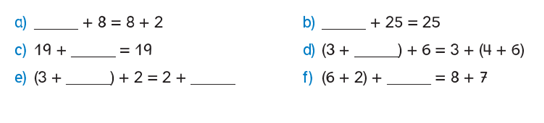 a) ______ + 8 = 8 + 2
b) ______ + 25 = 25
c) 19 + ______ = 19
d) (3 + ______) + 6 = 3 + (4 + 6)
e) (3 + ______) + 2 = 2 + ______
f) (6 + 2) + ______ = 8 + 7